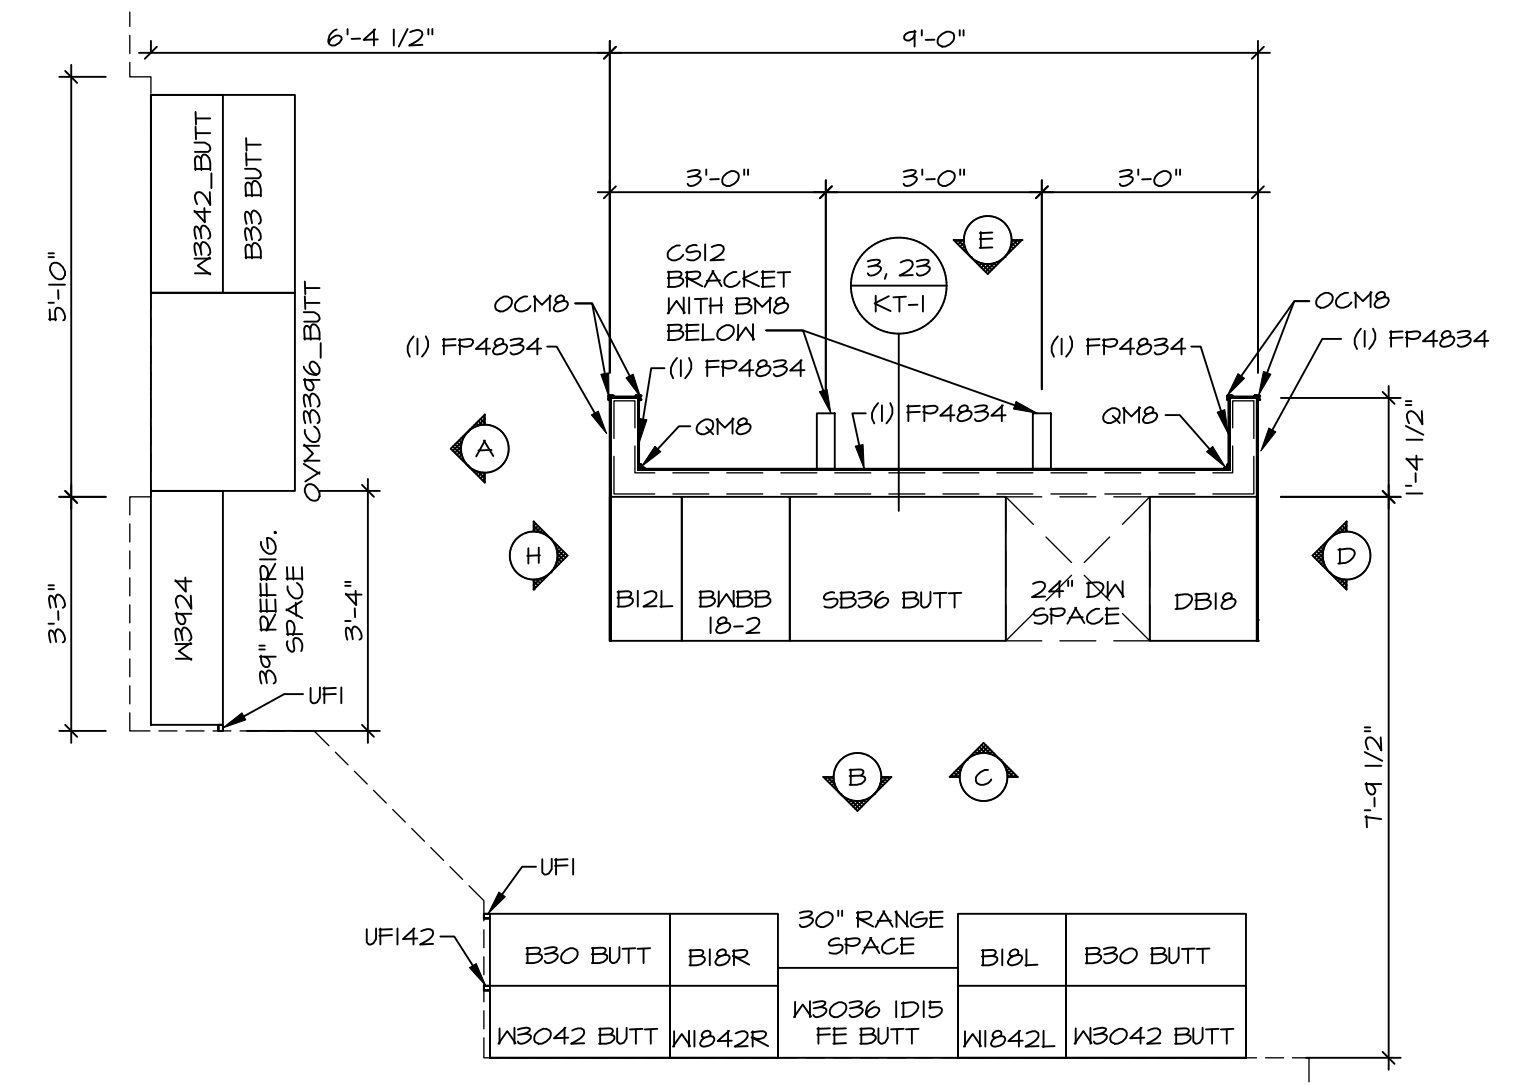 6'-4 1/2"
9'-0"
3'-0"
3'-0"
3'-0"
5'-10"
W3342_BUTT
B33 BUTT
OVMC3396_BUTT
CS12
BRACKET
WITH BM8
BELOW
3, 23
KT-1
E
OCM8
(1) FP4834
(1) FP4834
(1) FP4834
QM8
A
OCM8
(1) FP4834
(1) FP4834
QM8
1'-4 1/2"
3'-3"
W3924
39" REFRIG.
SPACE
3'-4"
UF1
H
B12L
BWBB
18-2
SB36 BUTT
24" DW
SPACE
DB18
D
7'-9 1/2"
B
C
UF1
UF142
B30 BUTT
B18R
30" RANGE
SPACE
B18L
B30 BUTT
W3042 BUTT
W1842R
W3036 1D15
FE BUTT
W1842L
W3042 BUTT